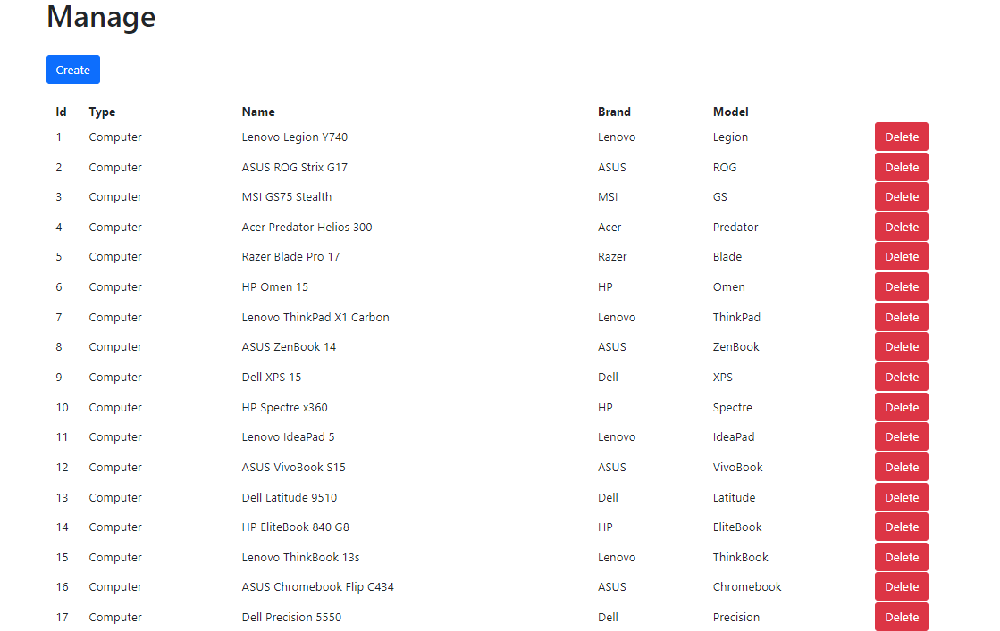 Manage
Create
Id Type Name Brand Model
1 Computer Lenovo Legion Y740 Lenovo Legion Delete
2 Computer ASUS ROG Strix G17 ASUS ROG Delete
3 Computer MSI GS75 Stealth MSI GS Delete
4 Computer Acer Predator Helios 300 Acer Predator Delete
5 Computer Razer Blade Pro 17 Razer Blade Delete
6 Computer HP Omen 15 HP Omen Delete
7 Computer Lenovo ThinkPad X1 Carbon Lenovo ThinkPad Delete
8 Computer ASUS ZenBook 14 ASUS ZenBook Delete
9 Computer Dell XPS 15 Dell XPS Delete
10 Computer HP Spectre x360 HP Spectre Delete
11 Computer Lenovo IdeaPad 5 Lenovo IdeaPad Delete
12 Computer ASUS VivoBook S15 ASUS VivoBook Delete
13 Computer Dell Latitude 9510 Dell Latitude Delete
14 Computer HP EliteBook 840 G8 HP EliteBook Delete
15 Computer Lenovo ThinkBook 13s Lenovo ThinkBook Delete
16 Computer ASUS Chromebook Flip C434 ASUS Chromebook Delete
17 Computer Dell Precision 5550 Dell Precision Delete